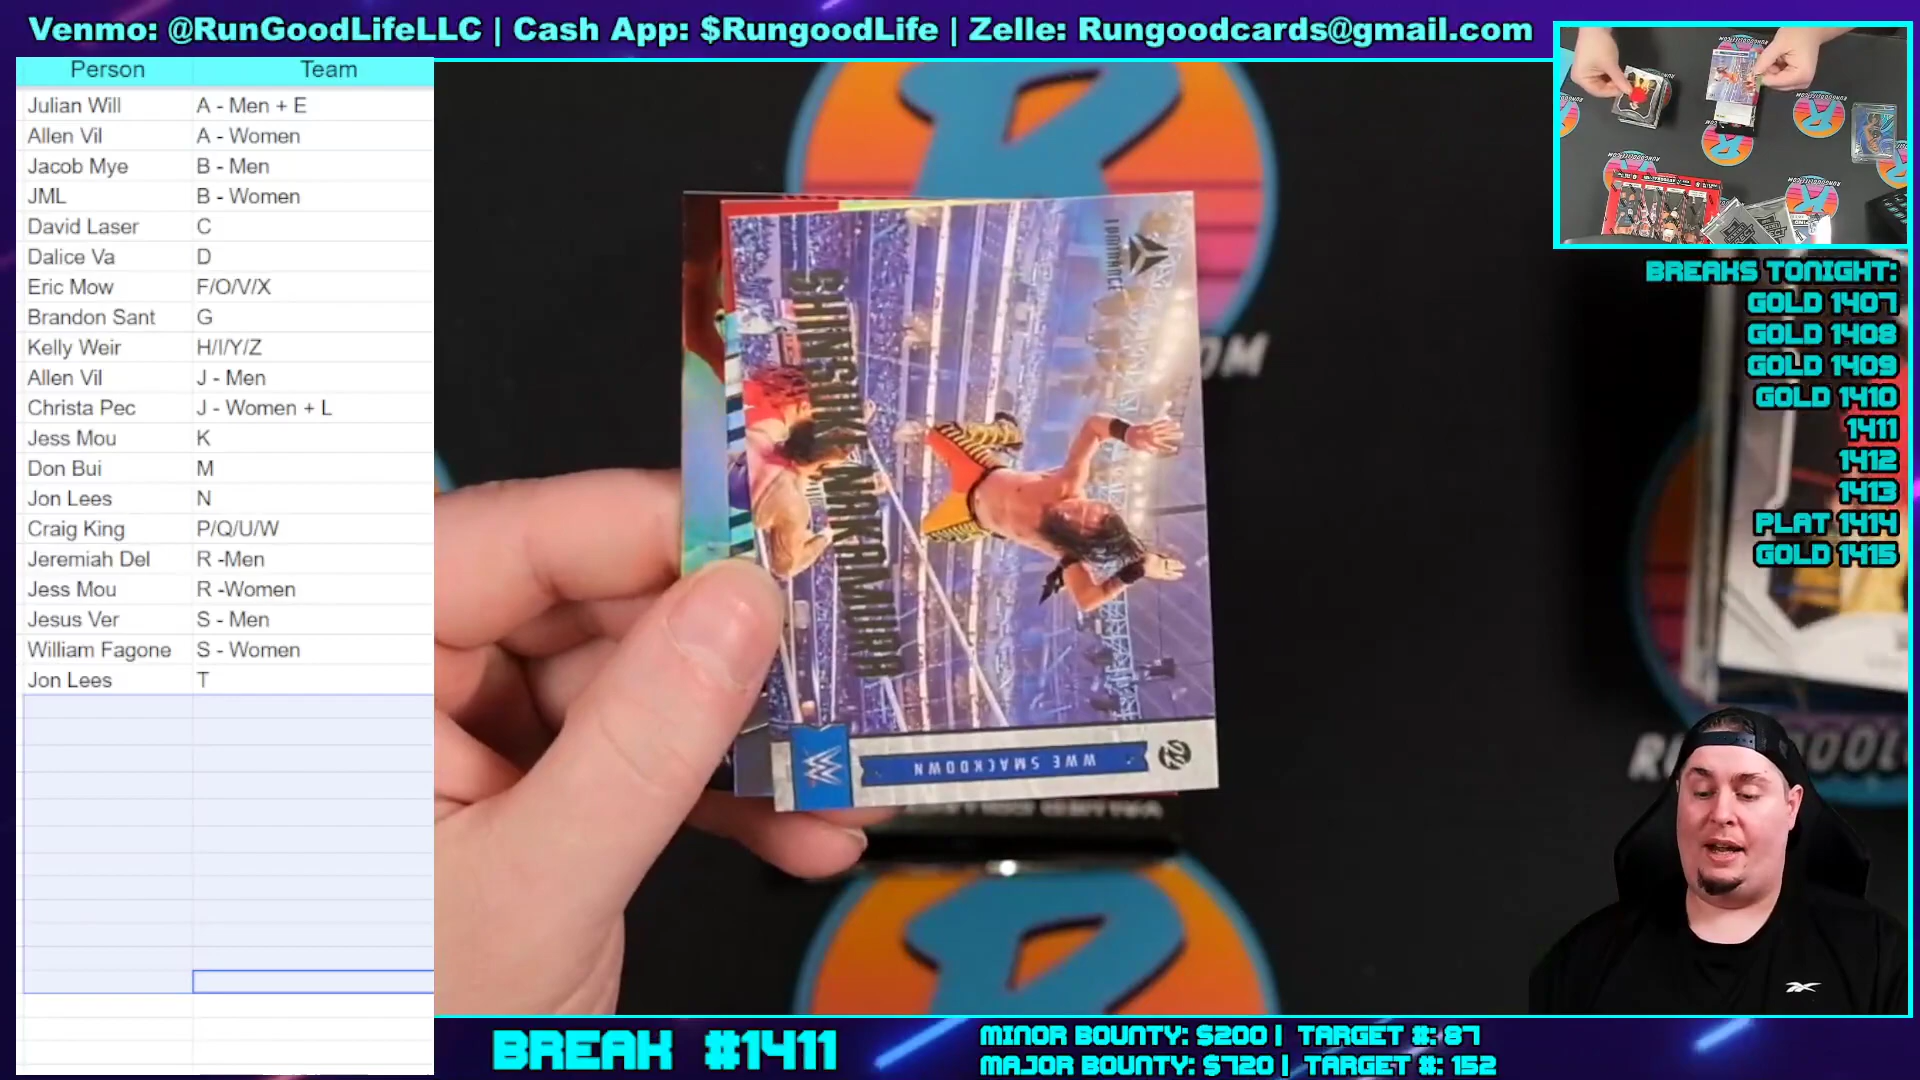 Venmo: @RunGoodLifeLLC | Cash App: $RungoodLife | Zelle: Rungoodcards@gmail.com
Person Team
Julian Will A - Men + E
Allen Vil A - Women
Jacob Mye B - Men
JML B - Women
David Laser C
Dalice Va D
Eric Mow F/O/V/X
Brandon Sant G
Kelly Weir H/I/Y/Z
Allen Vil J - Men
Christa Pec J - Women + L
Jess Mou K
Don Bui M
Jon Lees N
Craig King P/Q/U/W
Jeremiah Del R -Men
Jess Mou R -Women
Jesus Ver S - Men
William Fagone S - Women
Jon Lees T
LUMINANCE
SHINSUKE NAKAMURA
WWE SMACKDOWN
W
BREAKS TONIGHT:
GOLD 1407
GOLD 1408
GOLD 1409
GOLD 1410
1411
1412
1413
PLAT 1414
GOLD 1415
BREAK #1411
MINOR BOUNTY: $200 | TARGET #: 87
MAJOR BOUNTY: $720 | TARGET #: 152